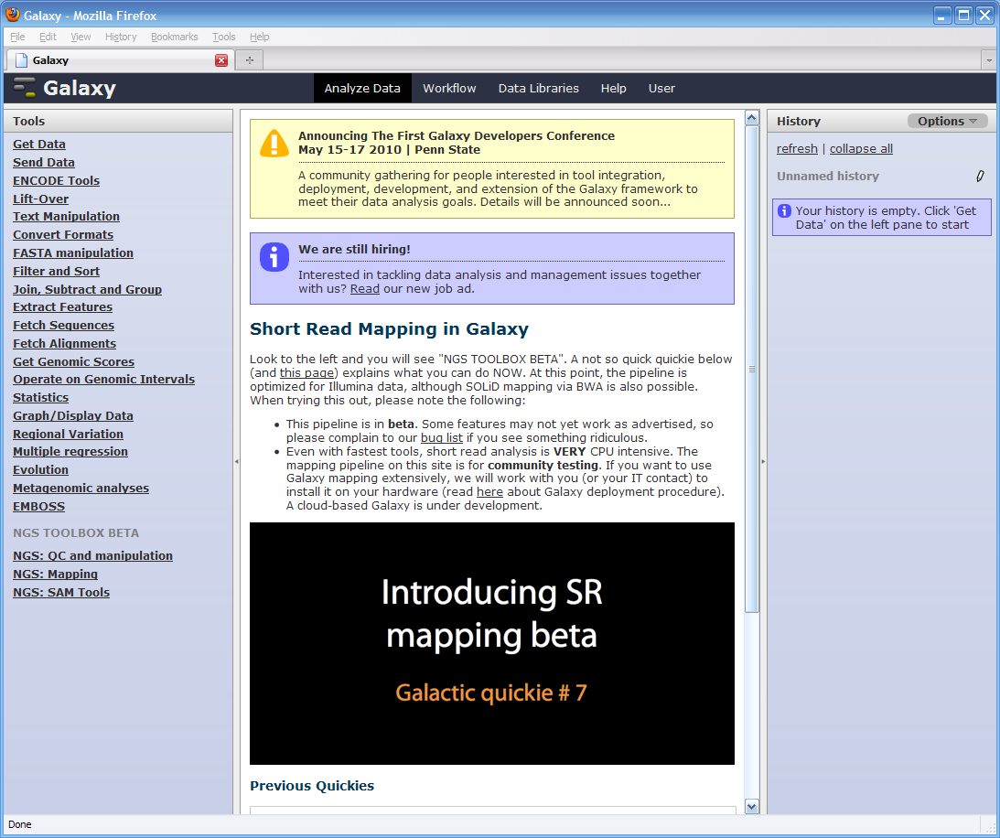 Galaxy - Mozilla Firefox
File Edit View History Bookmarks Tools Help
Galaxy
Galaxy
Analyze Data Workflow Data Libraries Help User
Tools
Get Data
Send Data
ENCODE Tools
Lift-Over
Text Manipulation
Convert Formats
FASTA manipulation
Filter and Sort
Join, Subtract and Group
Extract Features
Fetch Sequences
Fetch Alignments
Get Genomic Scores
Operate on Genomic Intervals
Statistics
Graph/Display Data
Regional Variation
Multiple regression
Evolution
Metagenomic analyses
EMBOSS
NGS TOOLBOX BETA
NGS: QC and manipulation
NGS: Mapping
NGS: SAM Tools
Announcing The First Galaxy Developers Conference
May 15-17 2010 | Penn State
A community gathering for people interested in tool integration,
deployment, development, and extension of the Galaxy framework to
meet their data analysis goals. Details will be announced soon...
We are still hiring!
Interested in tackling data analysis and management issues together
with us? Read our new job ad.
Short Read Mapping in Galaxy
Look to the left and you will see "NGS TOOLBOX BETA". A not so quick quickie below
(and this page) explains what you can do NOW. At this point, the pipeline is
optimized for Illumina data, although SOLiD mapping via BWA is also possible.
When trying this out, please note the following:
• This pipeline is in beta. Some features may not yet work as advertised, so
please complain to our bug list if you see something ridiculous.
• Even with fastest tools, short read analysis is VERY CPU intensive. The
mapping pipeline on this site is for community testing. If you want to use
Galaxy mapping extensively, we will work with you (or your IT contact) to
install it on your hardware (read here about Galaxy deployment procedure).
A cloud-based Galaxy is under development.
Introducing SR
mapping beta
Galactic quickie # 7
Previous Quickies
History
Options
refresh | collapse all
Unnamed history
Your history is empty. Click 'Get
Data' on the left pane to start
Done